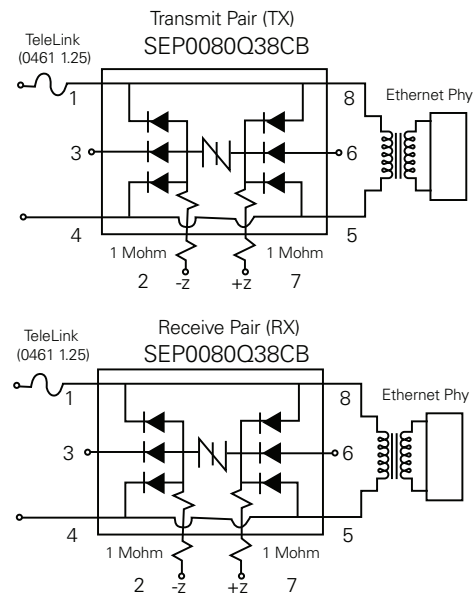 Transmit Pair (TX)
TeleLink
(0461 1.25)
SEP0080Q38CB
1
8
Ethernet Phy
3
6
4
5
1 Mohm
1 Mohm
2
-z
+z
7
Receive Pair (RX)
TeleLink
(0461 1.25)
SEP0080Q38CB
1
8
Ethernet Phy
3
6
4
5
1 Mohm
1 Mohm
2
-z
+z
7